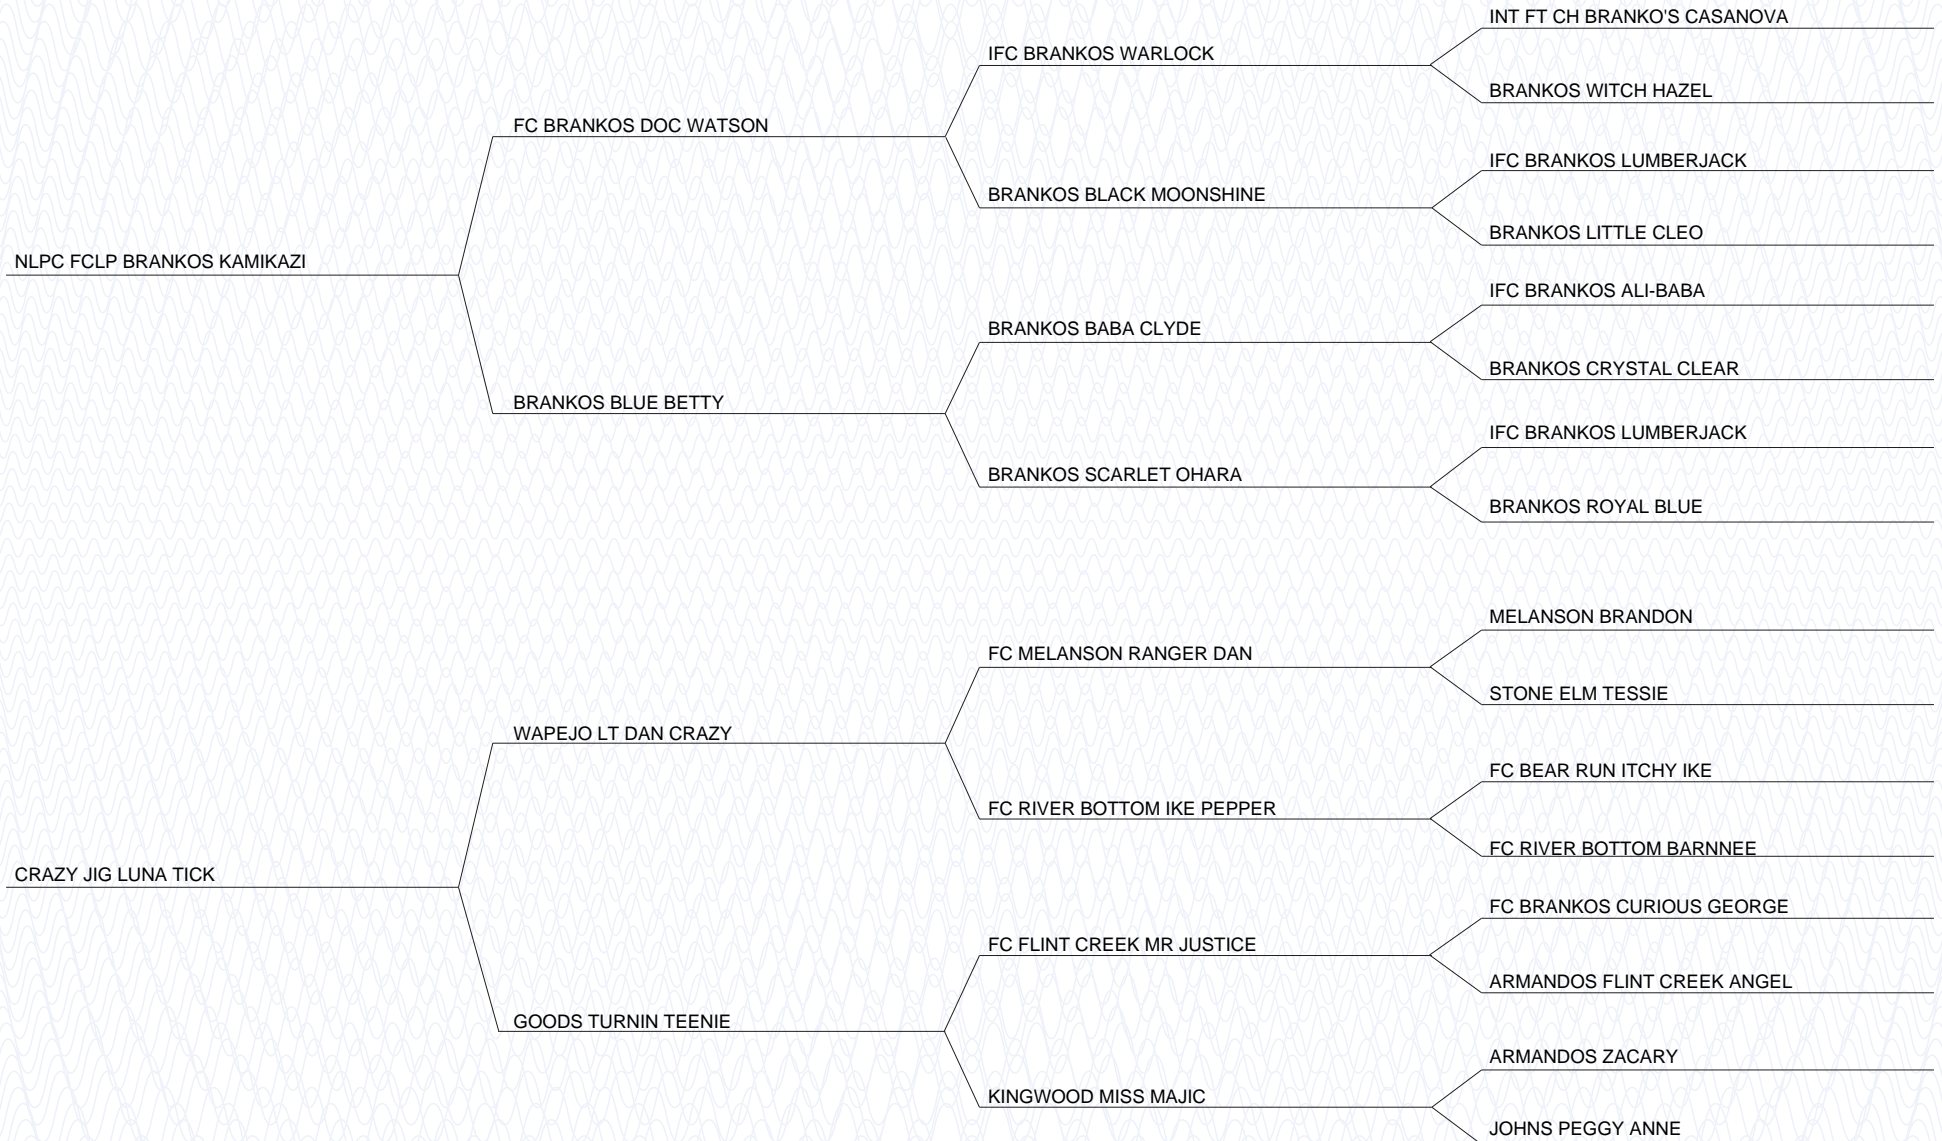 INT FT CH BRANKO'S CASANOVA
IFC BRANKOS WARLOCK
BRANKOS WITCH HAZEL
FC BRANKOS DOC WATSON
IFC BRANKOS LUMBERJACK
BRANKOS BLACK MOONSHINE
BRANKOS LITTLE CLEO
NLPC FCLP BRANKOS KAMIKAZI
IFC BRANKOS ALI-BABA
BRANKOS BABA CLYDE
BRANKOS CRYSTAL CLEAR
BRANKOS BLUE BETTY
IFC BRANKOS LUMBERJACK
BRANKOS SCARLET OHARA
BRANKOS ROYAL BLUE
MELANSON BRANDON
FC MELANSON RANGER DAN
STONE ELM TESSIE
WAPEJO LT DAN CRAZY
FC BEAR RUN ITCHY IKE
FC RIVER BOTTOM IKE PEPPER
FC RIVER BOTTOM BARNNEE
CRAZY JIG LUNA TICK
FC BRANKOS CURIOUS GEORGE
FC FLINT CREEK MR JUSTICE
ARMANDOS FLINT CREEK ANGEL
GOODS TURNIN TEENIE
ARMANDOS ZACARY
KINGWOOD MISS MAJIC
JOHNS PEGGY ANNE